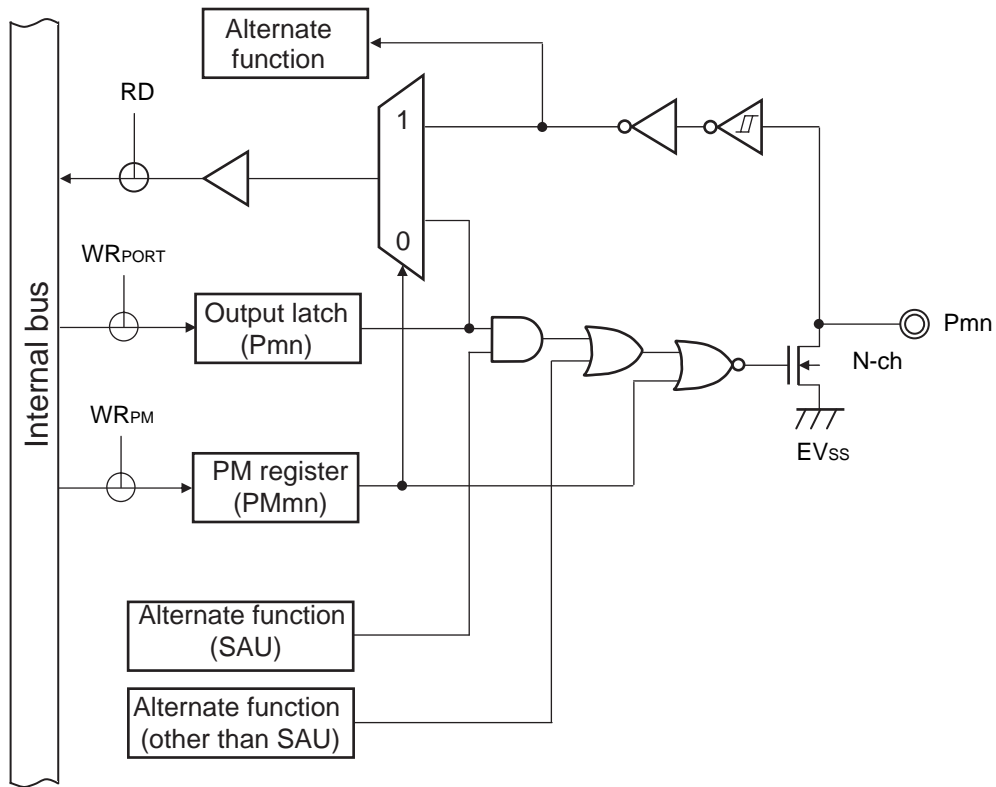 Alternate
function
RD
1
0
WRPORT
Output latch
(Pmn)
Pmn
N-ch
EVSS
Internal bus
WRPM
PM register
(PMmn)
Alternate function
(SAU)
Alternate function
(other than SAU)